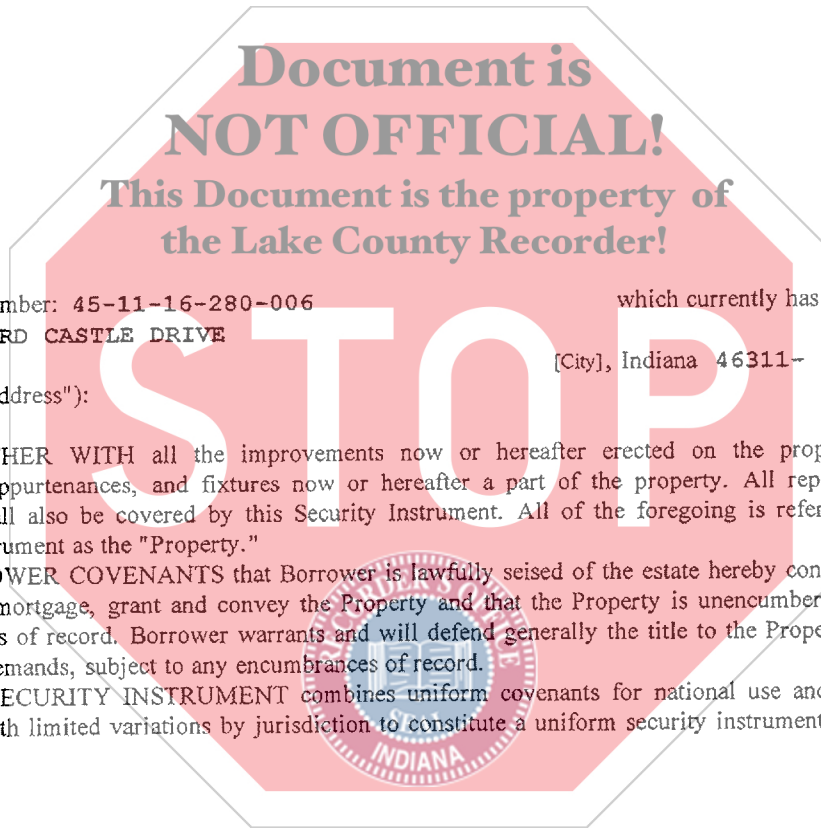 Document is
NOT OFFICIAL!
This Document is the property of
the Lake County Recorder!
mber: 45-11-16-280-006 which currently has
RD CASTLE DRIVE
[City], Indiana 46311-
ddress"):
STOP
HER WITH all the improvements now or hereafter erected on the prop
ppurtenances, and fixtures now or hereafter a part of the property. All rep
ll also be covered by this Security Instrument. All of the foregoing is refer
rument as the "Property."
OWER COVENANTS that Borrower is lawfully seised of the estate hereby con
mortgage, grant and convey the Property and that the Property is unencumber
s of record. Borrower warrants and will defend generally the title to the Prope
emands, subject to any encumbrances of record.
ECURITY INSTRUMENT combines uniform covenants for national use and
th limited variations by jurisdiction to constitute a uniform security instrument
RECORDER'S OFFICE
INDIANA